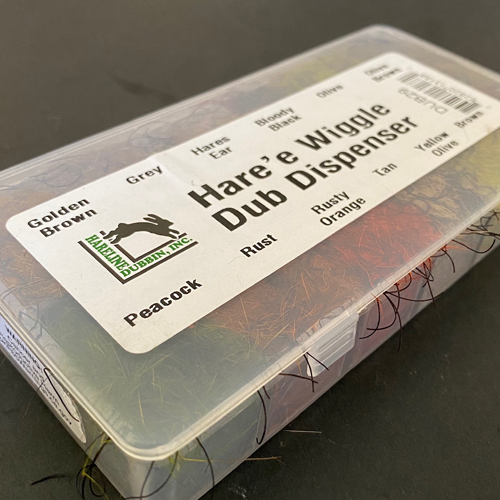 Golden
Brown
Grey
Hares
Ear
Bloody
Black
Olive
Olive
Brown
Hare'e Wiggle
Dub Dispenser
HARELINE
DUBBIN, INC.
Peacock
Rust
Rusty
Orange
Tan
Yellow
Olive
Brown
WARNING